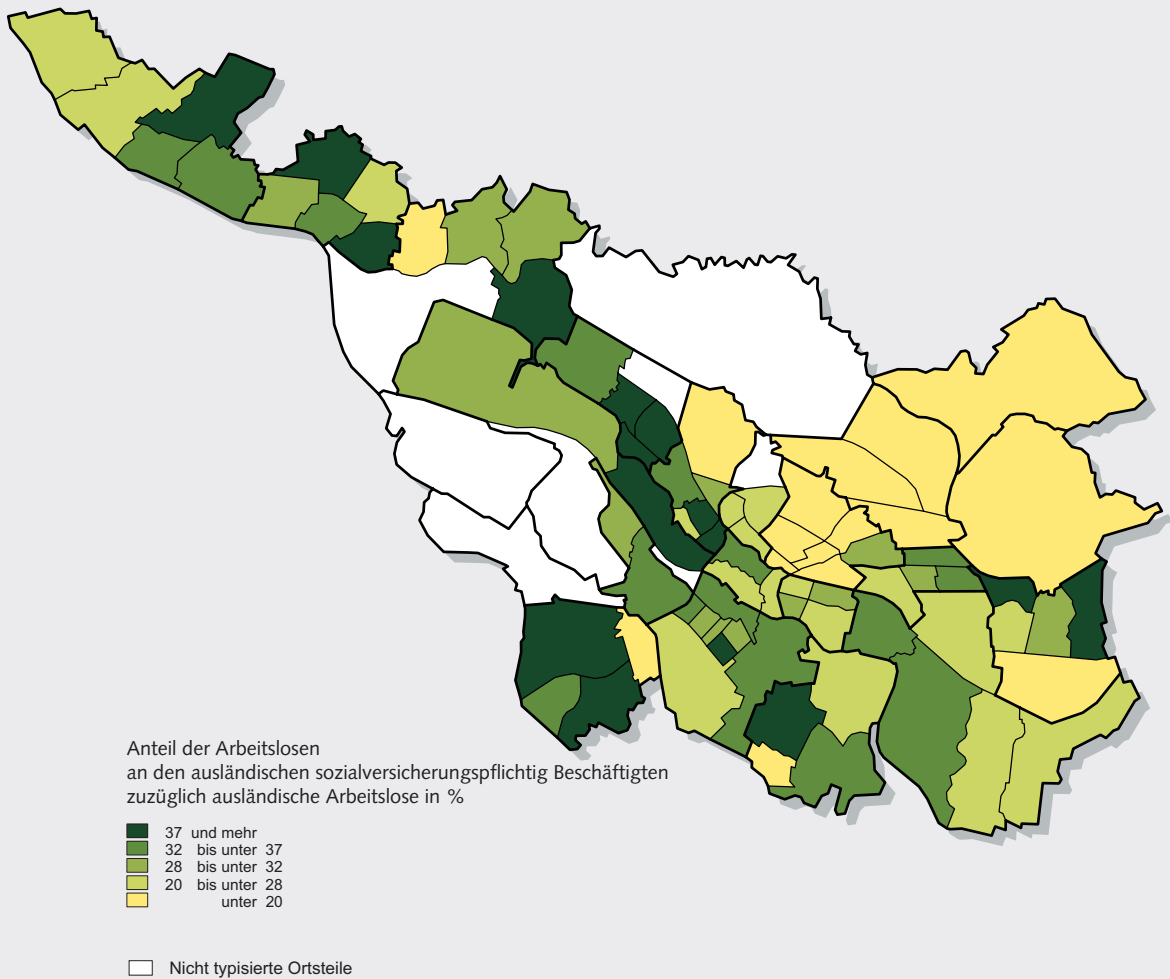 Anteil der Arbeitslosen
an den ausländischen sozialversicherungspflichtig Beschäftigten
zuzüglich ausländische Arbeitslose in %
37 und mehr
32 bis unter 37
28 bis unter 32
20 bis unter 28
unter 20
Nicht typisierte Ortsteile